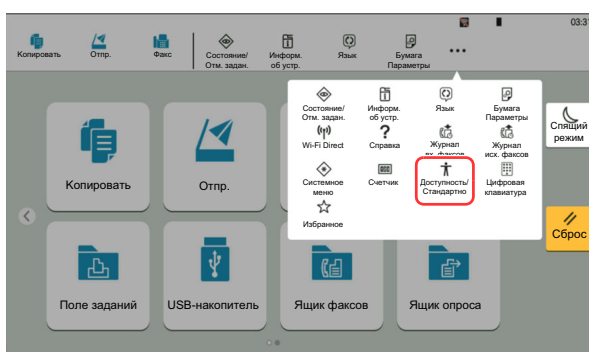 03:31
Копировать
Отпр.
Факс
Состояние/
Отм. задан.
Информ.
об устр.
Язык
Бумага
Параметры
Состояние/
Отм. задан.
Информ.
об устр.
Язык
Бумага
Параметры
Wi-Fi Direct
Справка
Журнал
вх. факсов
Журнал
исх. факсов
Системное
меню
Счетчик
Доступность/
Стандартно
Цифровая
клавиатура
Избранное
Спящий
режим
Сброс
Копировать
Отпр.
Поле заданий
USB-накопитель
Ящик факсов
Ящик опроса